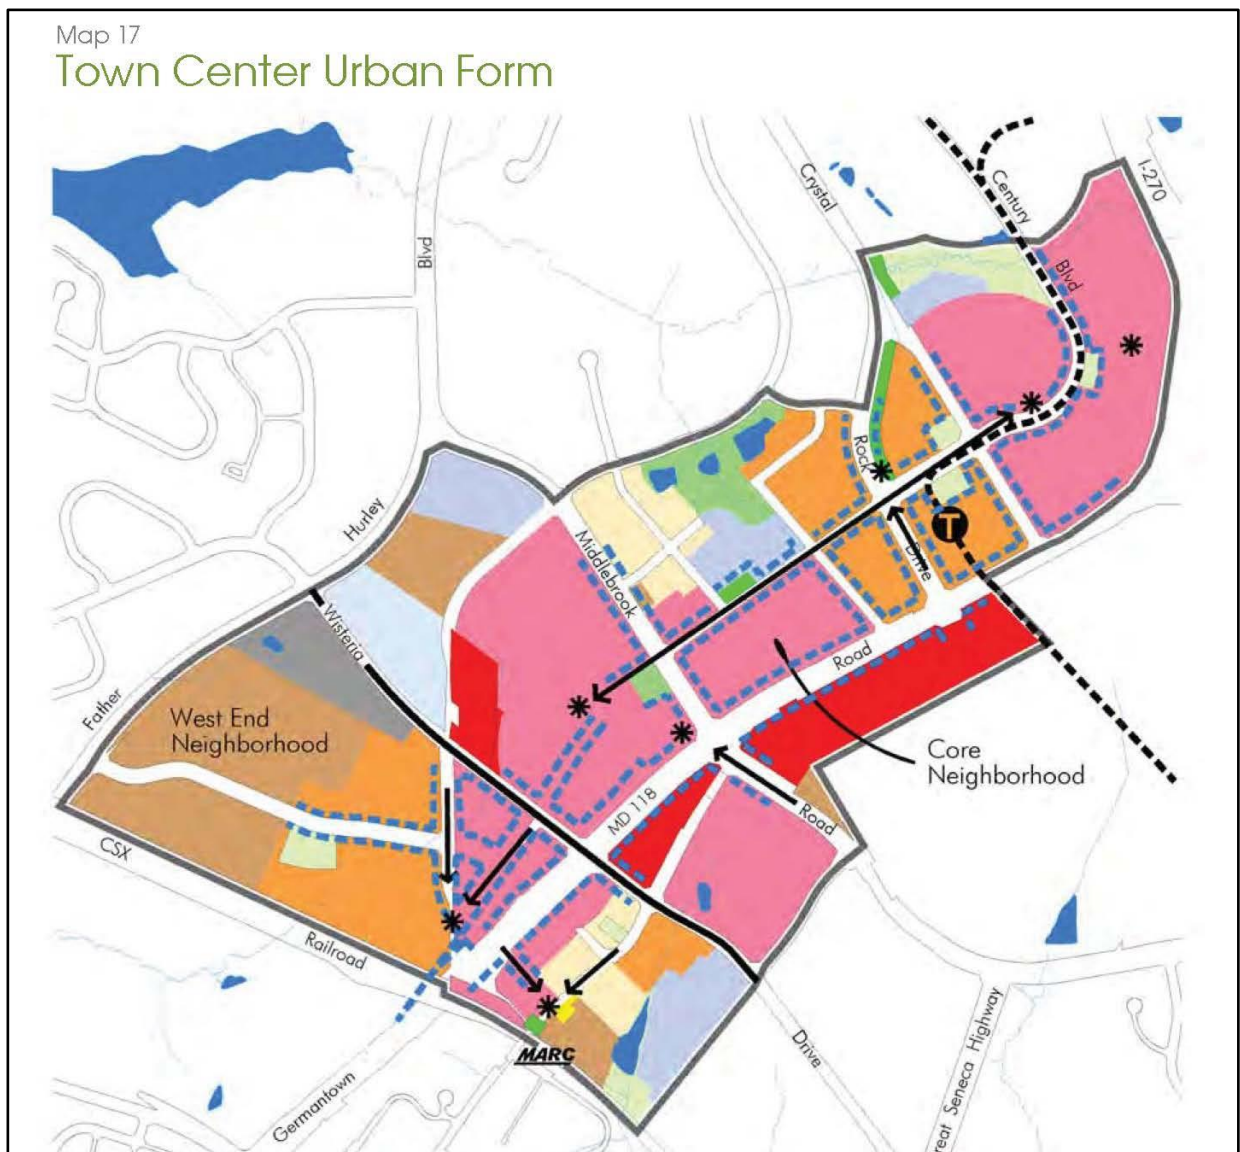 Map 17
Town Center Urban Form
I-270
Crystal
Century
Blvd
Blvd
Rock
Hurley
Middlebrook
Drive
T
Wisteria
Road
Father
West End
Neighborhood
Core
Neighborhood
MD 118
Road
CSX
Railroad
MARC
Drive
Germantown
eat Seneca Highway